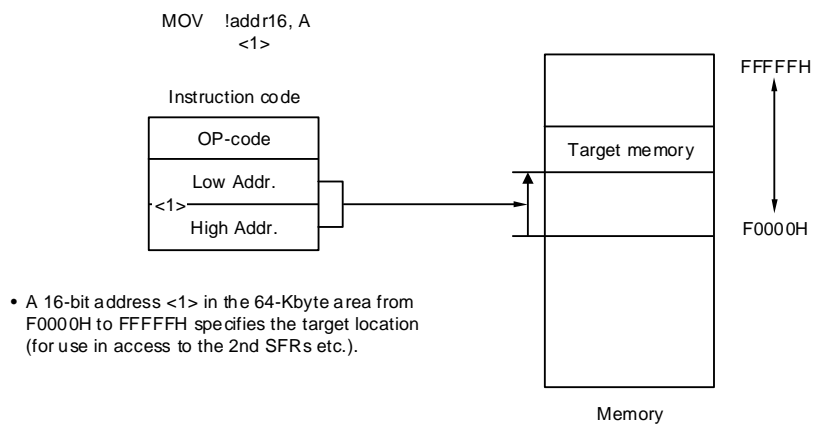 MOV !addr16, A
<1>
Instruction code
OP-code
Low Addr.
<1>
High Addr.
FFFFFH
Target memory
F0000H
• A 16-bit address <1> in the 64-Kbyte area from
F0000H to FFFFFH specifies the target location
(for use in access to the 2nd SFRs etc.).
Memory